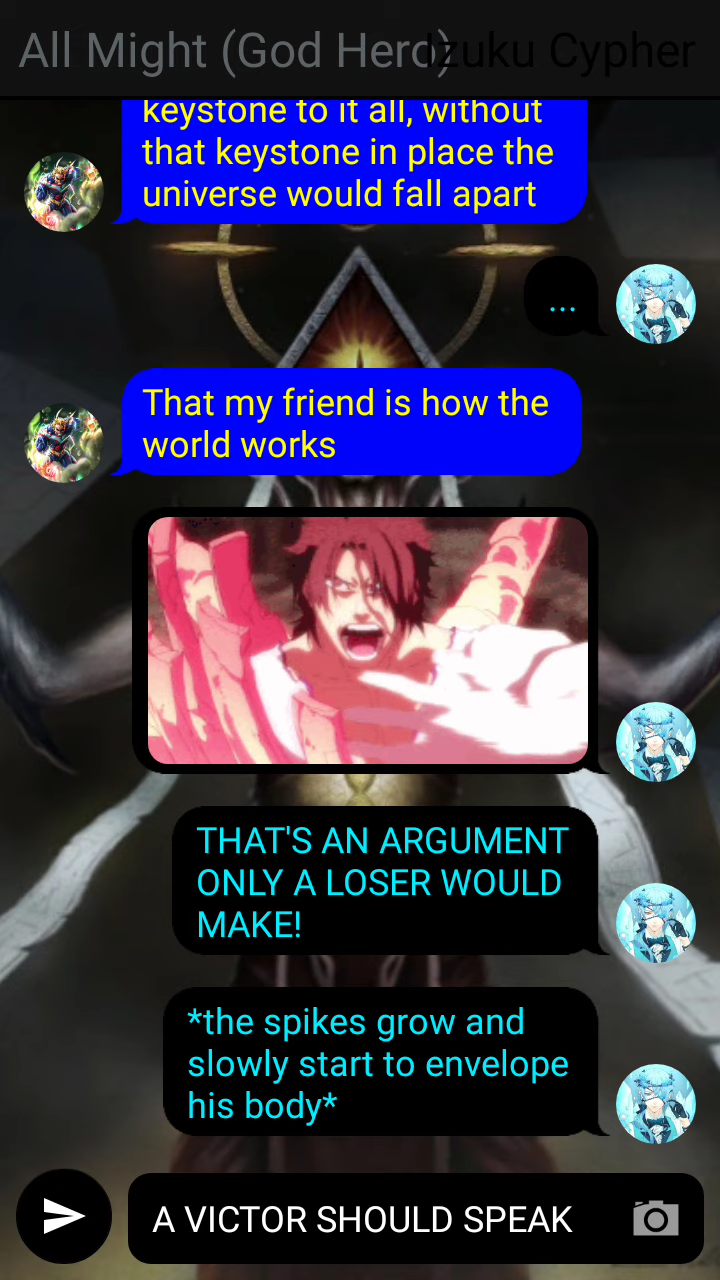 All Might (God Hero)
Izuku Cypher
keystone to it all, without
that keystone in place the
universe would fall apart
...
That my friend is how the
world works
THAT'S AN ARGUMENT
ONLY A LOSER WOULD
MAKE!
*the spikes grow and
slowly start to envelope
his body*
A VICTOR SHOULD SPEAK